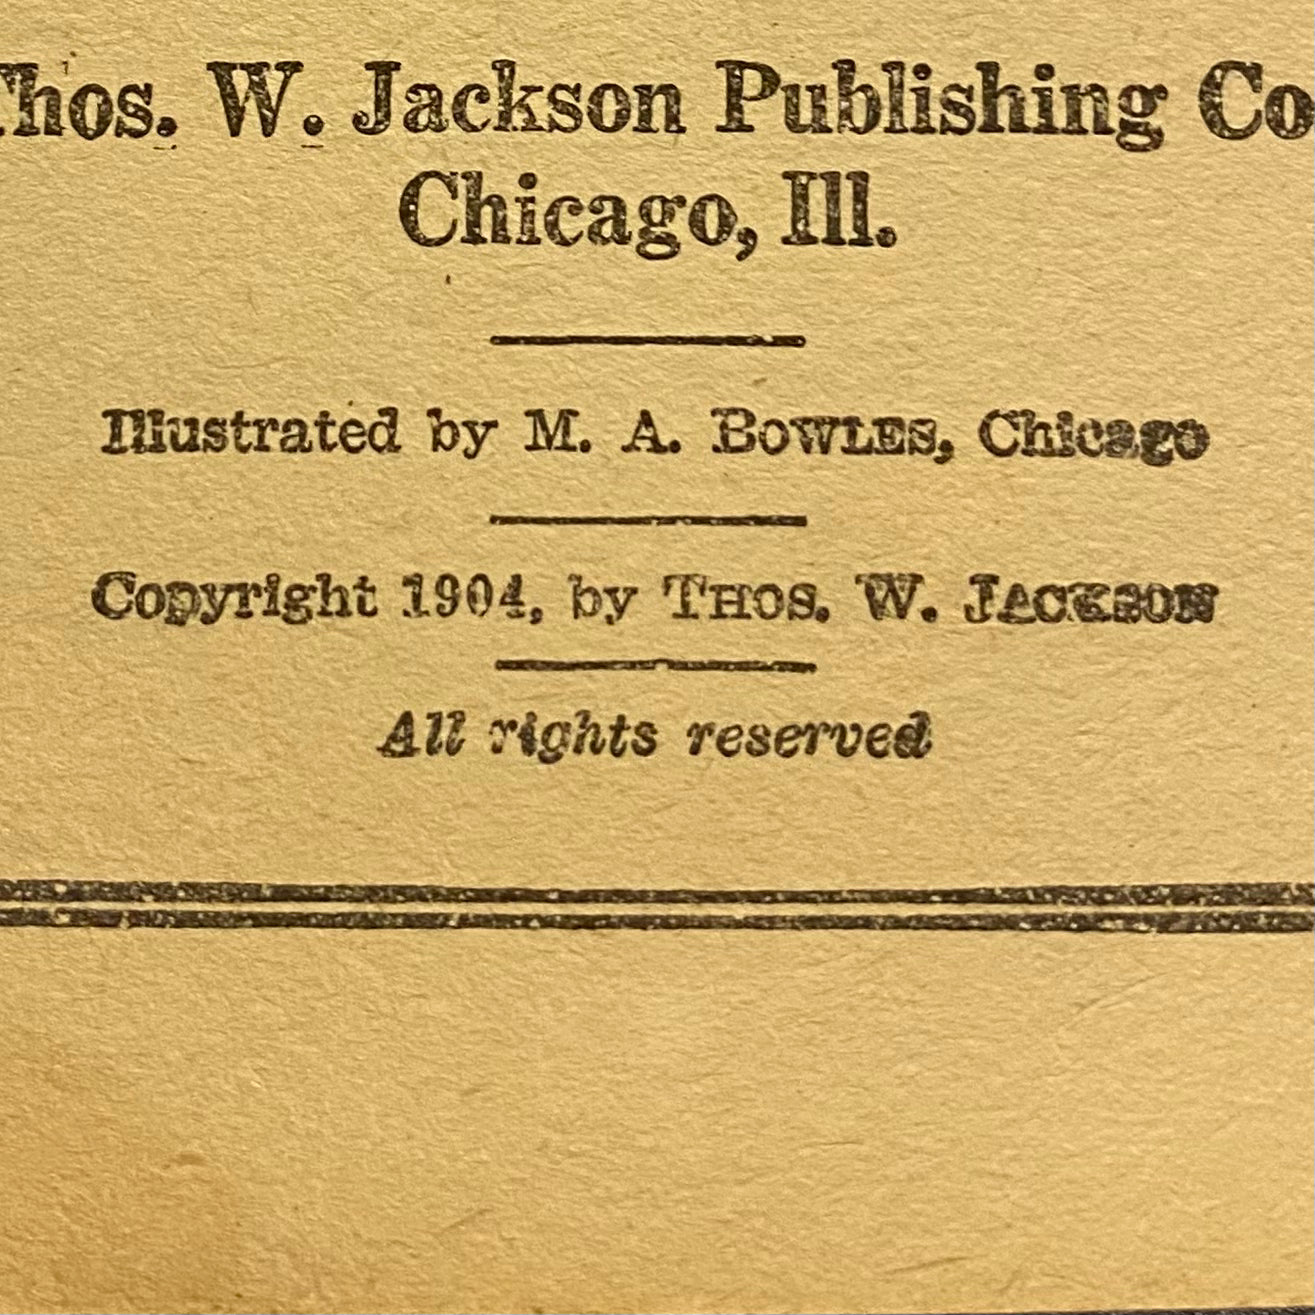 Thos. W. Jackson Publishing Co
Chicago, Ill.
Illustrated by M. A. BOWLES, Chicago
Copyright 1904, by THOS. W. JACKSON
All rights reserved